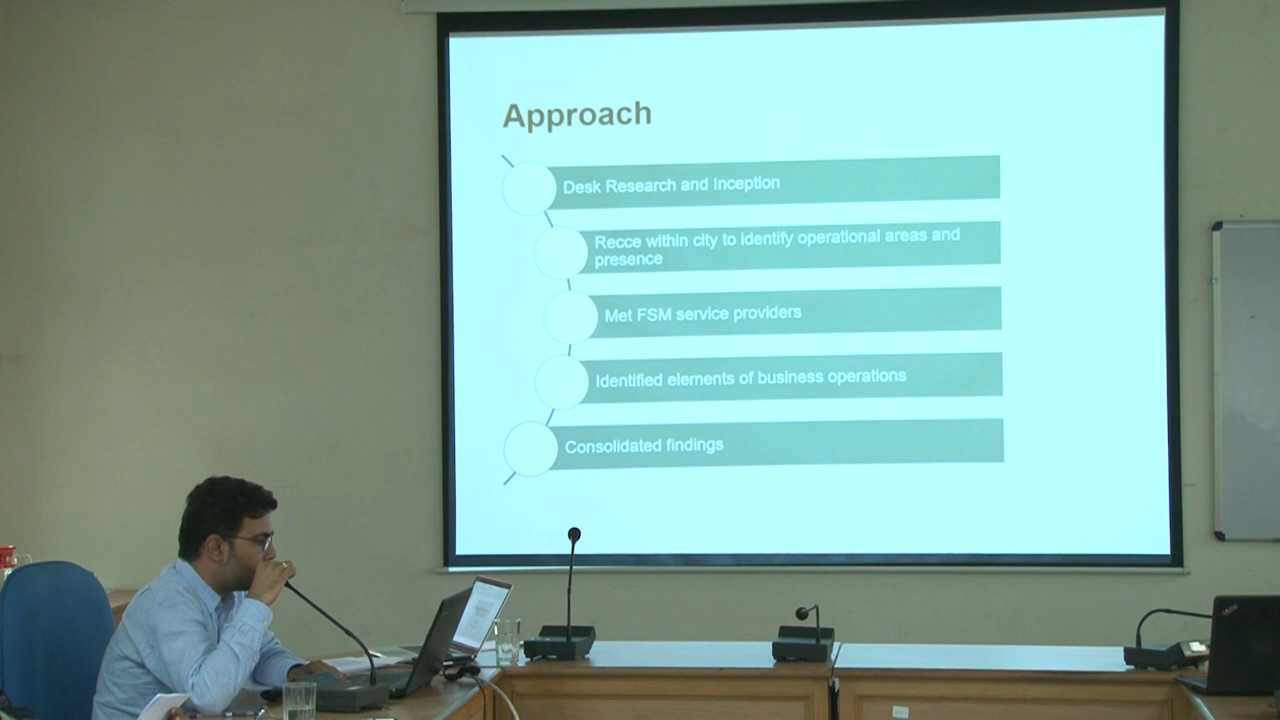 Approach
Desk Research and Inception
Recce within city to identify operational areas and
presence
Met FSM service providers
Identified elements of business operations
Consolidated findings